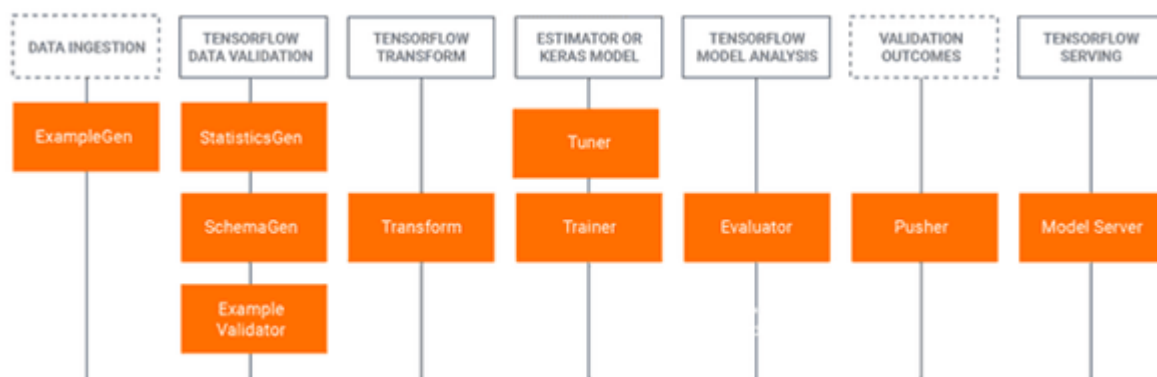 DATA INGESTION
TENSORFLOW
DATA VALIDATION
TENSORFLOW
TRANSFORM
ESTIMATOR OR
KERAS MODEL
TENSORFLOW
MODEL ANALYSIS
VALIDATION
OUTCOMES
TENSORFLOW
SERVING
ExampleGen
StatisticsGen
Tuner
SchemaGen
Transform
Trainer
Evaluator
Pusher
Model Server
Example
Validator